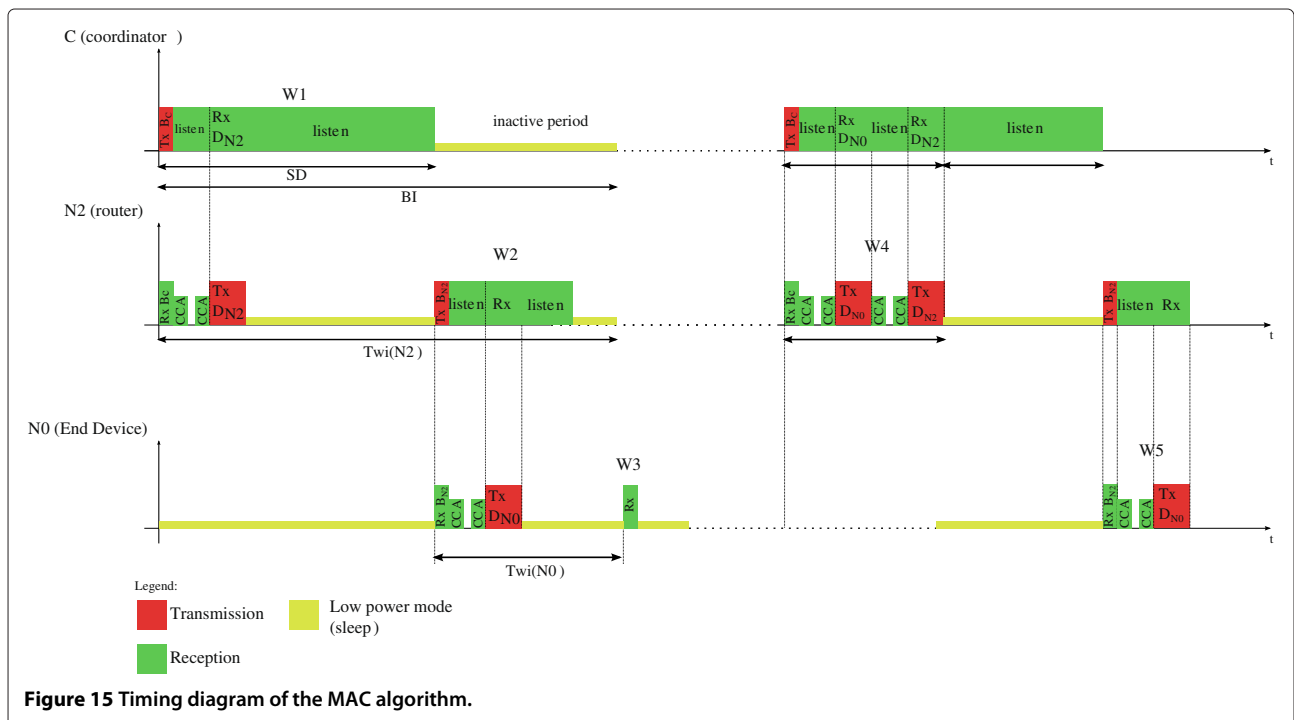 C (coordinator )
W1
Tx BC
listen
Rx
DN2
listen
inactive period
Tx BC
listen
Rx
DN0
listen
Rx
DN2
listen
t
SD
BI
N2 (router)
W2
W4
Rx Bc
CCA
CCA
Tx
DN2
Tx BN2
listen
Rx
listen
Rx Bc
CCA
CCA
Tx
DN0
CCA
CCA
Tx
DN2
Tx BN2
listen
Rx
t
Twi(N2 )
N0 (End Device)
W3
W5
Rx BN2
CCA
CCA
Tx
DN0
Rx
Rx BN2
CCA
CCA
Tx
DN0
t
Twi(N0 )
Legend:
Transmission
Low power mode
(sleep )
Reception
Figure 15 Timing diagram of the MAC algorithm.